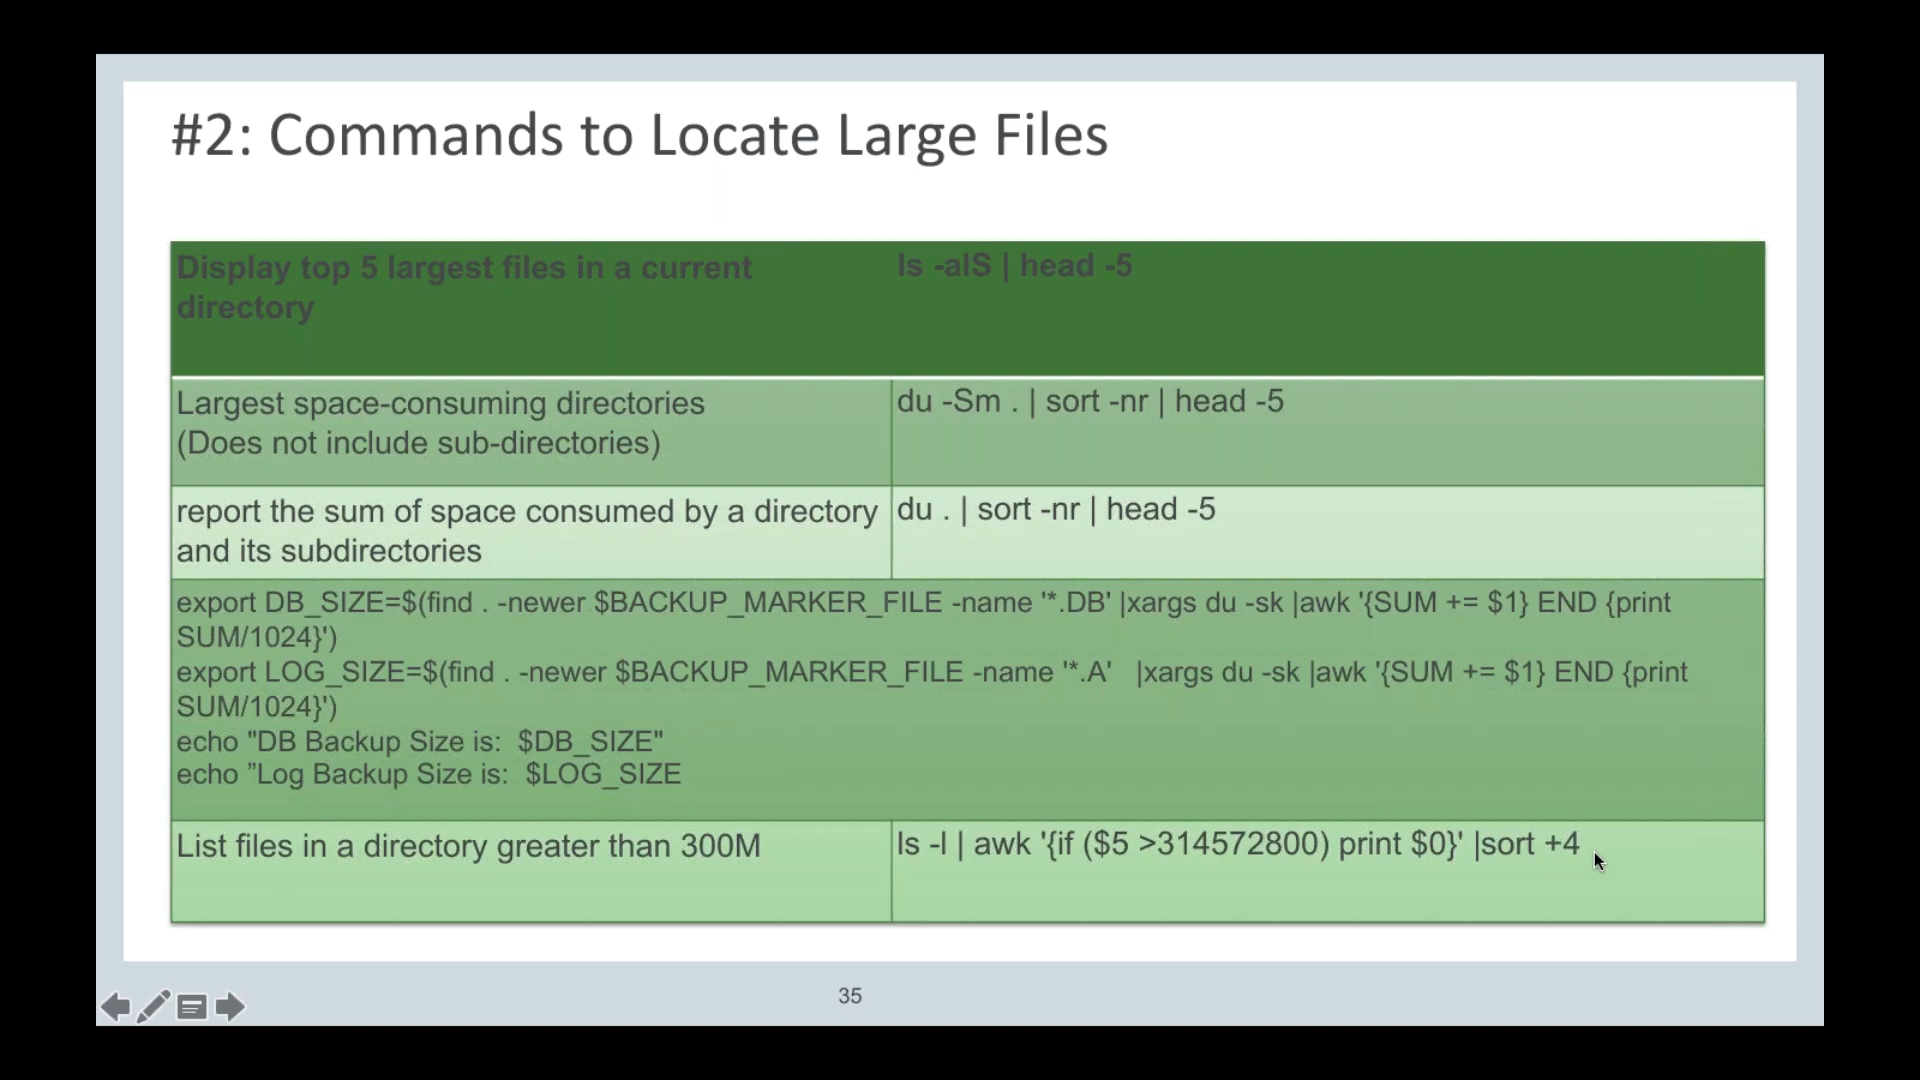 #2: Commands to Locate Large Files
Display top 5 largest files in a current
directory
ls -alS | head -5
Largest space-consuming directories
(Does not include sub-directories)
du -Sm . | sort -nr | head -5
report the sum of space consumed by a directory
and its subdirectories
du . | sort -nr | head -5
export DB_SIZE=$(find . -newer $BACKUP_MARKER_FILE -name '*.DB' |xargs du -sk |awk '{SUM += $1} END {print
SUM/1024}')
export LOG_SIZE=$(find . -newer $BACKUP_MARKER_FILE -name '*.A'   |xargs du -sk |awk '{SUM += $1} END {print
SUM/1024}')
echo "DB Backup Size is:  $DB_SIZE"
echo ”Log Backup Size is:  $LOG_SIZE
List files in a directory greater than 300M
ls -l | awk '{if ($5 >314572800) print $0}' |sort +4
35